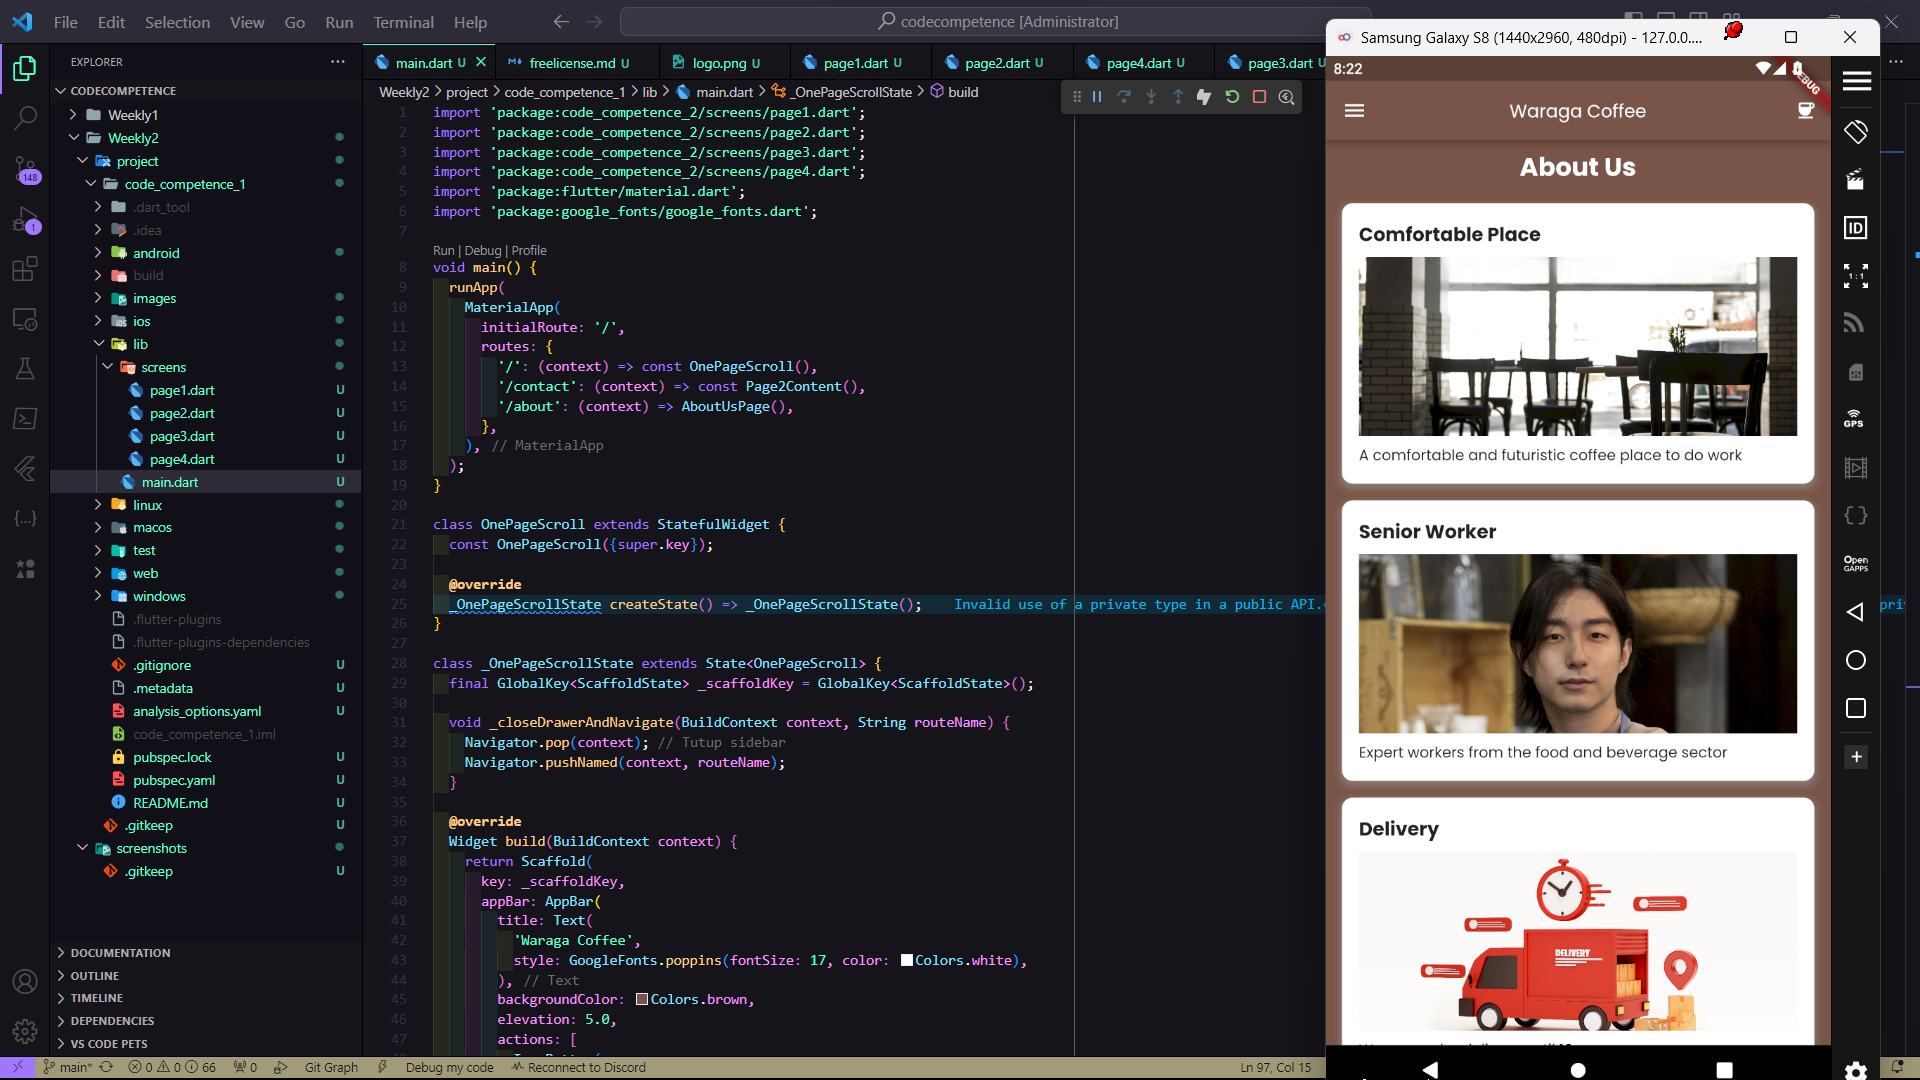 File Edit Selection View Go Run Terminal Help
codecompetence [Administrator]
EXPLORER
CODECOMPETENCE
Weekly1
Weekly2
project
code_competence_1
.dart_tool
.idea
android
build
images
ios
lib
screens
page1.dart U
page2.dart U
page3.dart U
page4.dart U
main.dart U
linux
macos
test
web
windows
.flutter-plugins
.flutter-plugins-dependencies
.gitignore U
.metadata U
analysis_options.yaml U
code_competence_1.iml
pubspec.lock U
pubspec.yaml U
README.md U
.gitkeep U
screenshots
.gitkeep U
DOCUMENTATION
OUTLINE
TIMELINE
DEPENDENCIES
VS CODE PETS
148
1
main.dart U freelicense.md U logo.png U page1.dart U page2.dart U page4.dart U page3.dart U
Weekly2 > project > code_competence_1 > lib > main.dart > _OnePageScrollState > build
1 import 'package:code_competence_2/screens/page1.dart';
2 import 'package:code_competence_2/screens/page2.dart';
3 import 'package:code_competence_2/screens/page3.dart';
4 import 'package:code_competence_2/screens/page4.dart';
5 import 'package:flutter/material.dart';
6 import 'package:google_fonts/google_fonts.dart';
7
Run | Debug | Profile
8 void main() {
9 runApp(
10 MaterialApp(
11 initialRoute: '/',
12 routes: {
13 '/': (context) => const OnePageScroll(),
14 '/contact': (context) => const Page2Content(),
15 '/about': (context) => AboutUsPage(),
16 },
17 ), // MaterialApp
18 );
19 }
20
21 class OnePageScroll extends StatefulWidget {
22 const OnePageScroll({super.key});
23
24 @override
25 _OnePageScrollState createState() => _OnePageScrollState(); Invalid use of a private type in a public API.
26 }
27
28 class _OnePageScrollState extends State<OnePageScroll> {
29 final GlobalKey<ScaffoldState> _scaffoldKey = GlobalKey<ScaffoldState>();
30
31 void _closeDrawerAndNavigate(BuildContext context, String routeName) {
32 Navigator.pop(context); // Tutup sidebar
33 Navigator.pushNamed(context, routeName);
34 }
35
36 @override
37 Widget build(BuildContext context) {
38 return Scaffold(
39 key: _scaffoldKey,
40 appBar: AppBar(
41 title: Text(
42 'Waraga Coffee',
43 style: GoogleFonts.poppins(fontSize: 17, color: Colors.white),
44 ), // Text
45 backgroundColor: Colors.brown,
46 elevation: 5.0,
47 actions: [
main* 0 0 66 0 Git Graph Debug my code Reconnect to Discord Ln 97, Col 15
Samsung Galaxy S8 (1440x2960, 480dpi) - 127.0.0....
8:22
DEBUG
Waraga Coffee
About Us
Comfortable Place
A comfortable and futuristic coffee place to do work
Senior Worker
Expert workers from the food and beverage sector
Delivery
DELIVERY
ID
1:1
GPS
Open
GAPPS